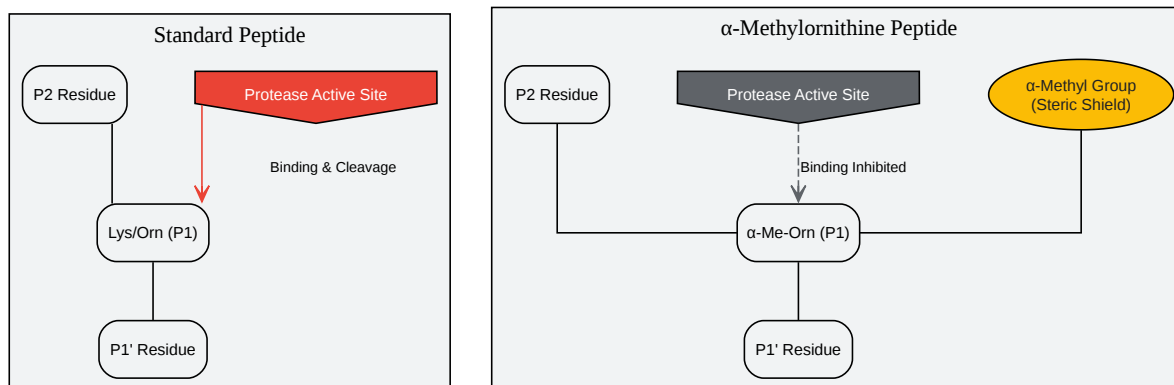 Standard Peptide
P2 Residue
Protease Active Site
Binding & Cleavage
Lys/Orn (P1)
P1' Residue
α-Methylornithine Peptide
P2 Residue
Protease Active Site
α-Methyl Group
(Steric Shield)
Binding Inhibited
α-Me-Orn (P1)
P1' Residue